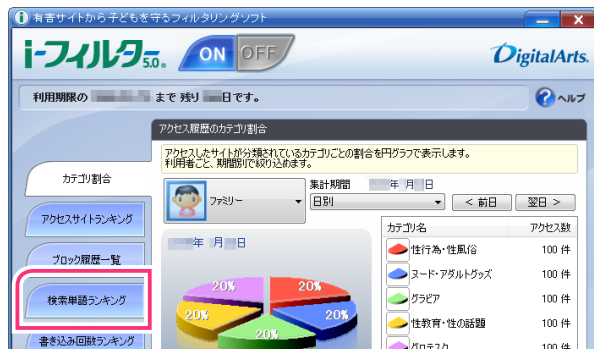 有害サイトから子どもを守るフィルタリングソフト
i-フィルター5.0. ON OFF DigitalArts.
利用期限の まで 残り 日です。 ヘルプ
アクセス履歴のカテゴリ割合
アクセスしたサイトが分類されているカテゴリごとの割合を円グラフで表示します。
利用者ごと、期間別で絞り込めます。
カテゴリ割合
アクセスサイトランキング
ブロック履歴一覧
検索単語ランキング
書き込み回数ランキング
ファミリー
集計期間 年 月 日
日別 < 前日 翌日 >
年 月 日
20% 20%
20% 20%
20%
カテゴリ名 アクセス数
性行為・性風俗 100 件
ヌード・アダルトグッズ 100 件
グラビア 100 件
性教育・性の話題 100 件
グロテスク 100 件